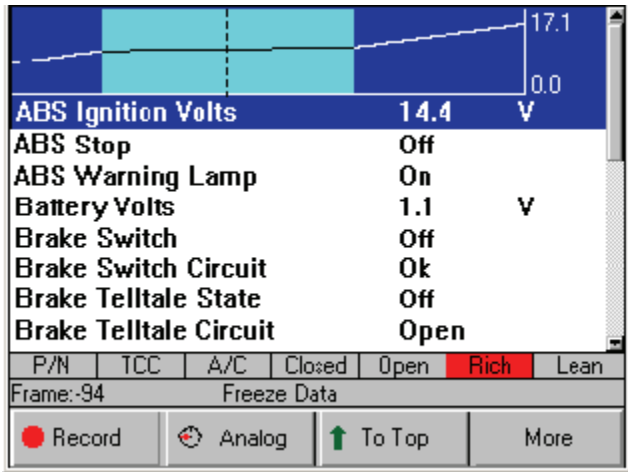 17.1
0.0
ABS Ignition Volts 14.4 V
ABS Stop Off
ABS Warning Lamp On
Battery Volts 1.1 V
Brake Switch Off
Brake Switch Circuit Ok
Brake Telltale State Off
Brake Telltale Circuit Open
P/N TCC A/C Closed Open Rich Lean
Frame:-94 Freeze Data
Record Analog To Top More